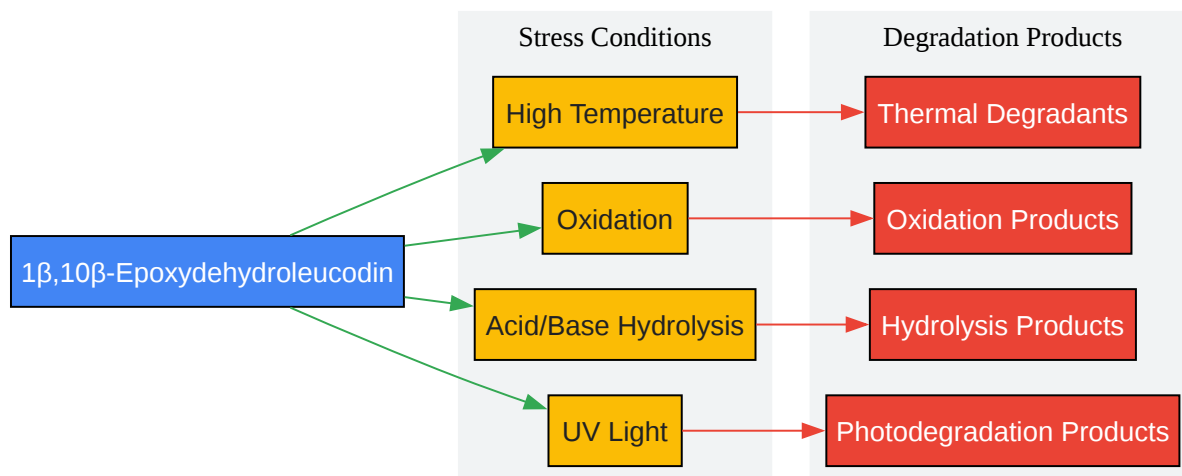 Stress Conditions
Degradation Products
High Temperature
Thermal Degradants
Oxidation
Oxidation Products
1β,10β-Epoxydehydroleucodin
Acid/Base Hydrolysis
Hydrolysis Products
UV Light
Photodegradation Products